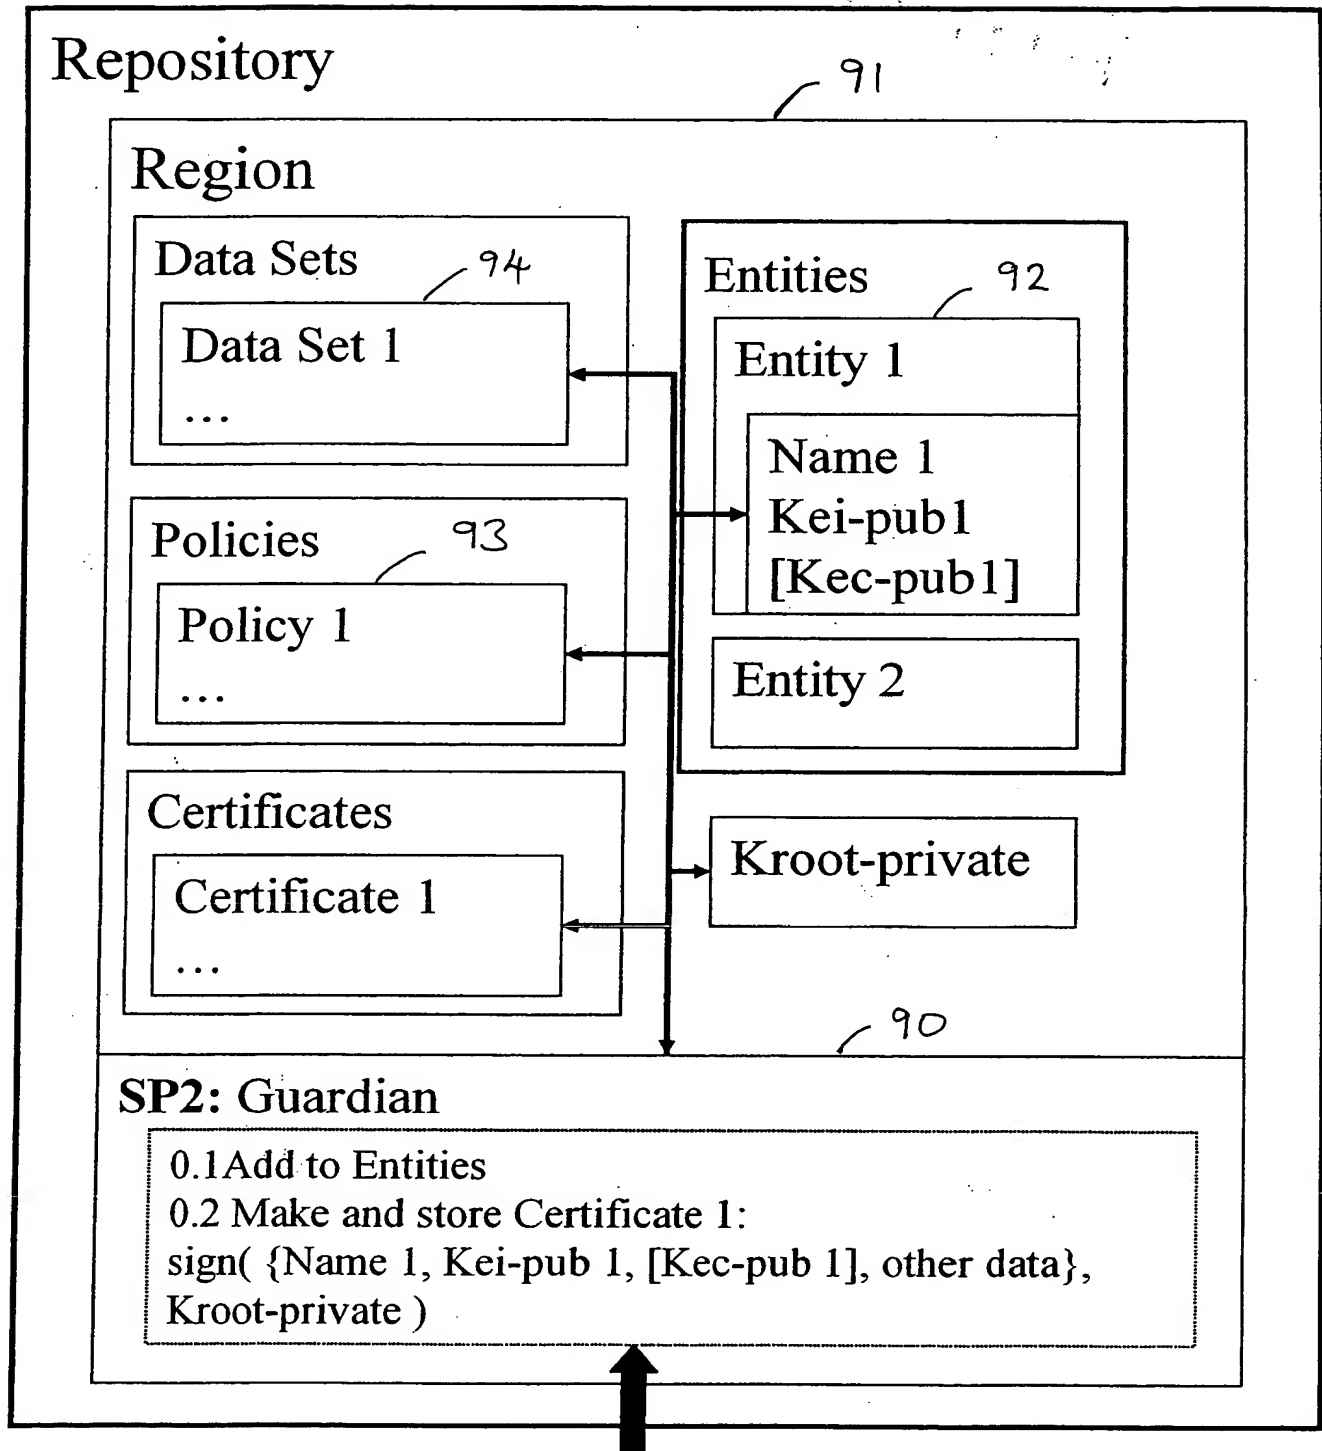 Repository
91
Region
Data Sets
94
Data Set 1
...
Entities
92
Entity 1
Name 1
Kei-pub1
[Kec-pub1]
Entity 2
Policies
93
Policy 1
...
Certificates
Certificate 1
...
Kroot-private
90
SP2: Guardian
0.1Add to Entities
0.2 Make and store Certificate 1:
sign( {Name 1, Kei-pub 1, [Kec-pub 1], other data},
Kroot-private )